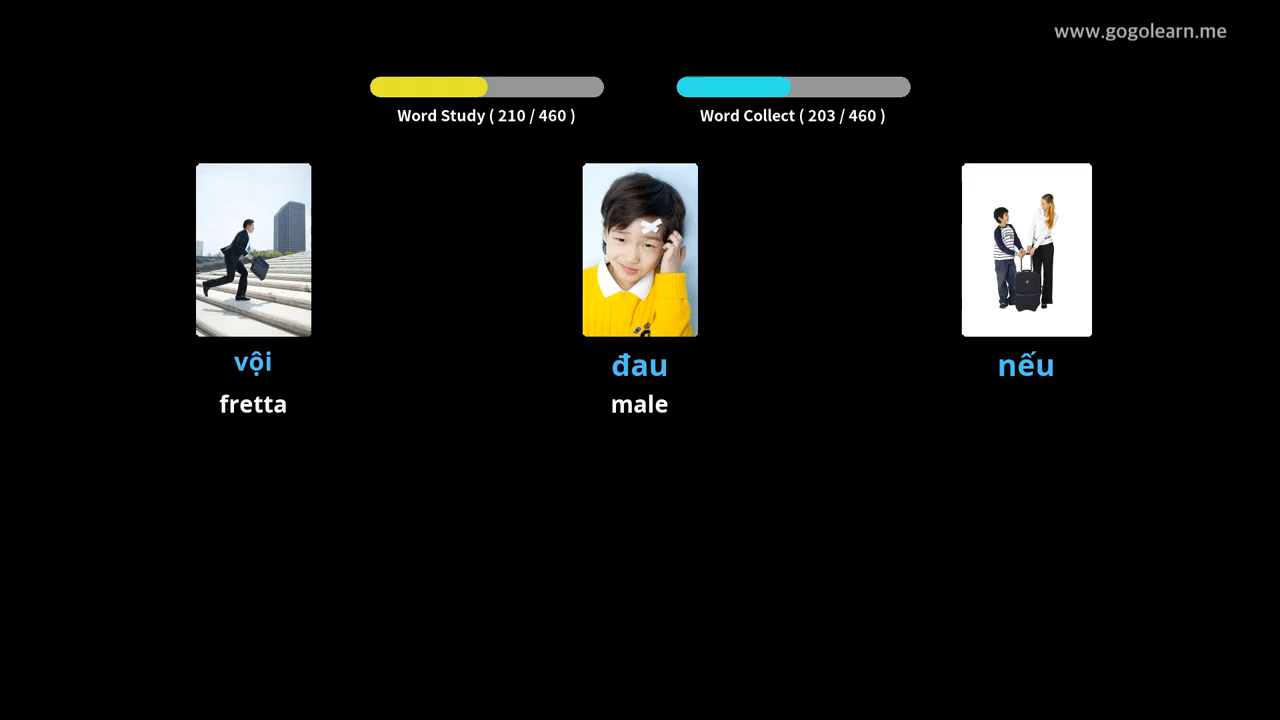 www.gogolearn.me
Word Study ( 210 / 460 )
Word Collect ( 203 / 460 )
vội
đau
nếu
fretta
male